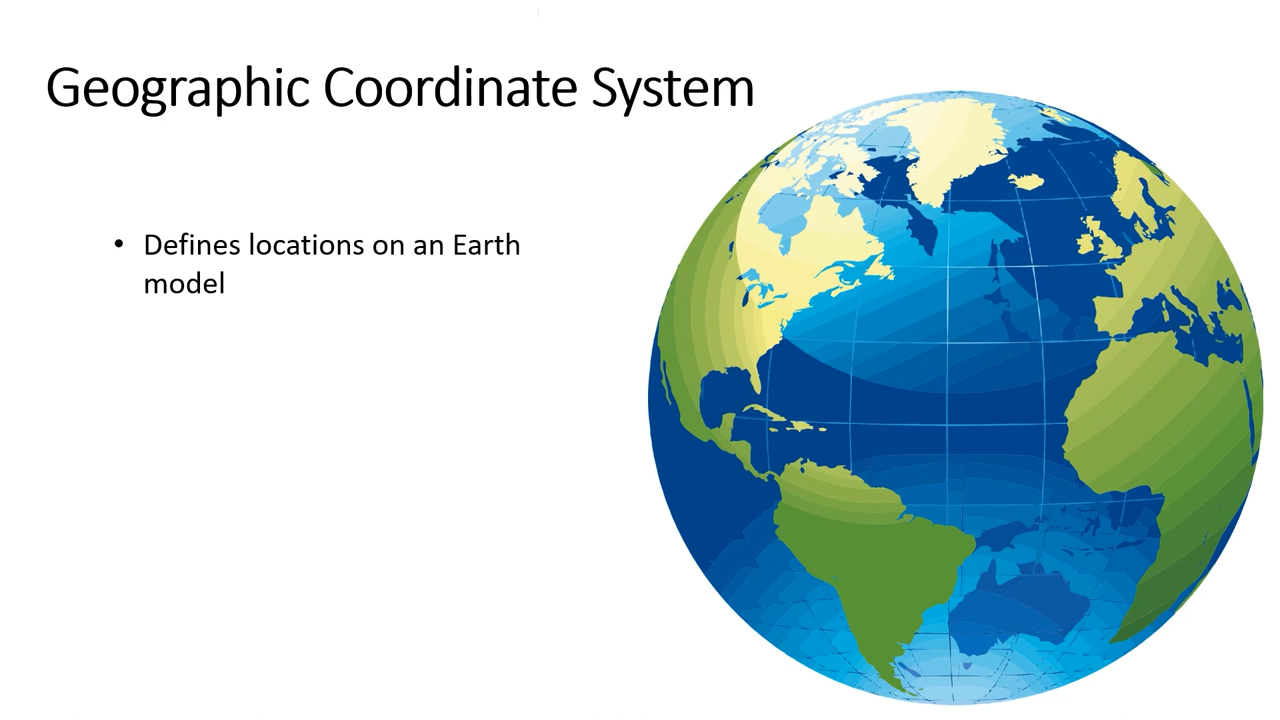 Geographic Coordinate System
• Defines locations on an Earth
model